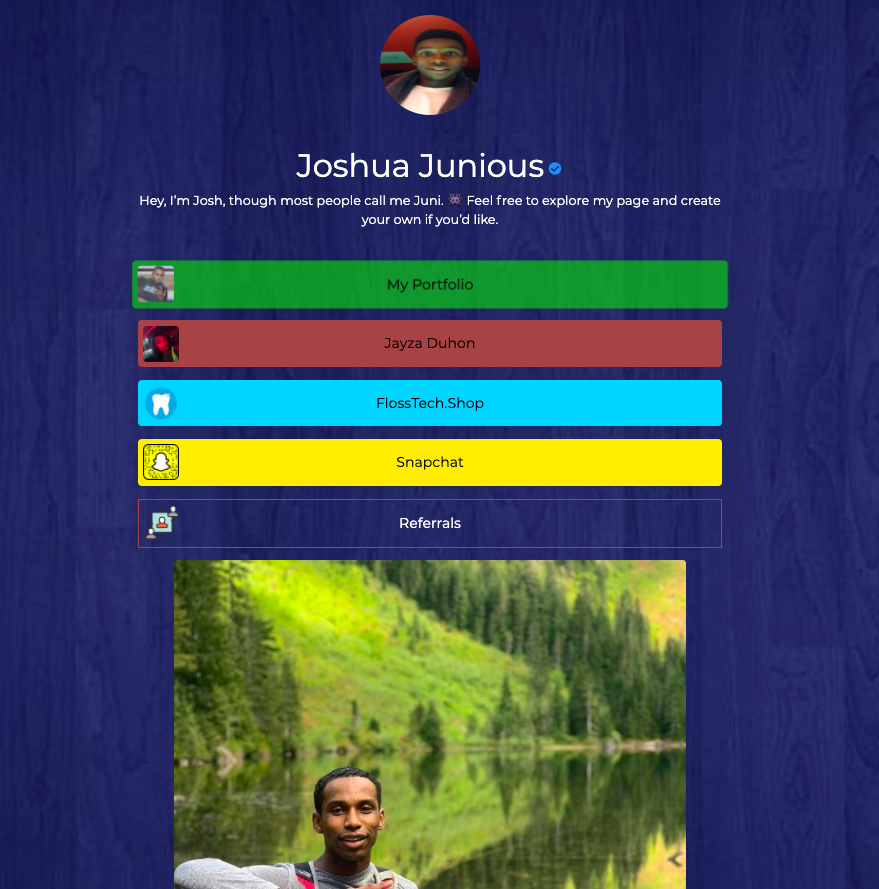 Joshua Junious
Hey, I’m Josh, though most people call me Juni. 👾 Feel free to explore my page and create
your own if you’d like.
My Portfolio
Jayza Duhon
FlossTech.Shop
Snapchat
Referrals